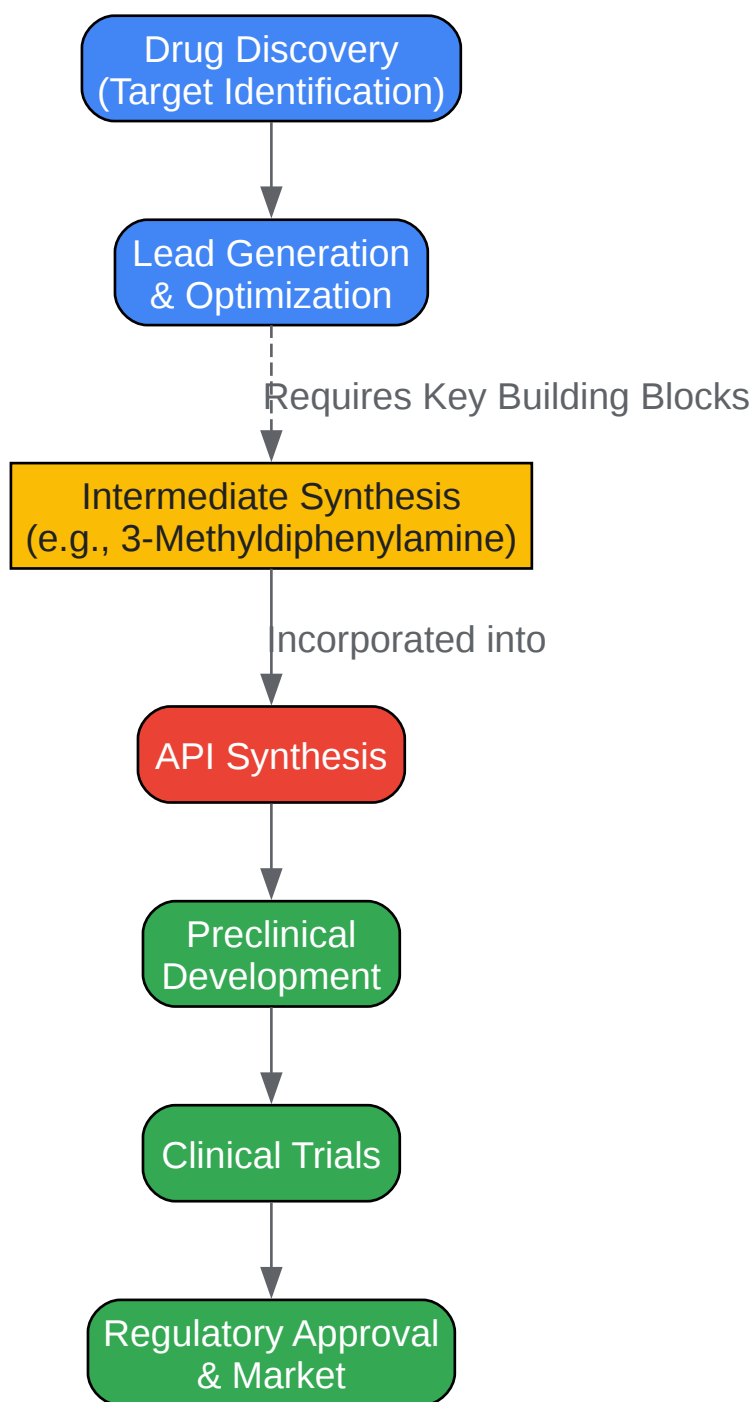 Drug Discovery
(Target Identification)
Lead Generation
& Optimization
Requires Key Building Blocks
Intermediate Synthesis
(e.g., 3-Methyldiphenylamine)
Incorporated into
API Synthesis
Preclinical
Development
Clinical Trials
Regulatory Approval
& Market